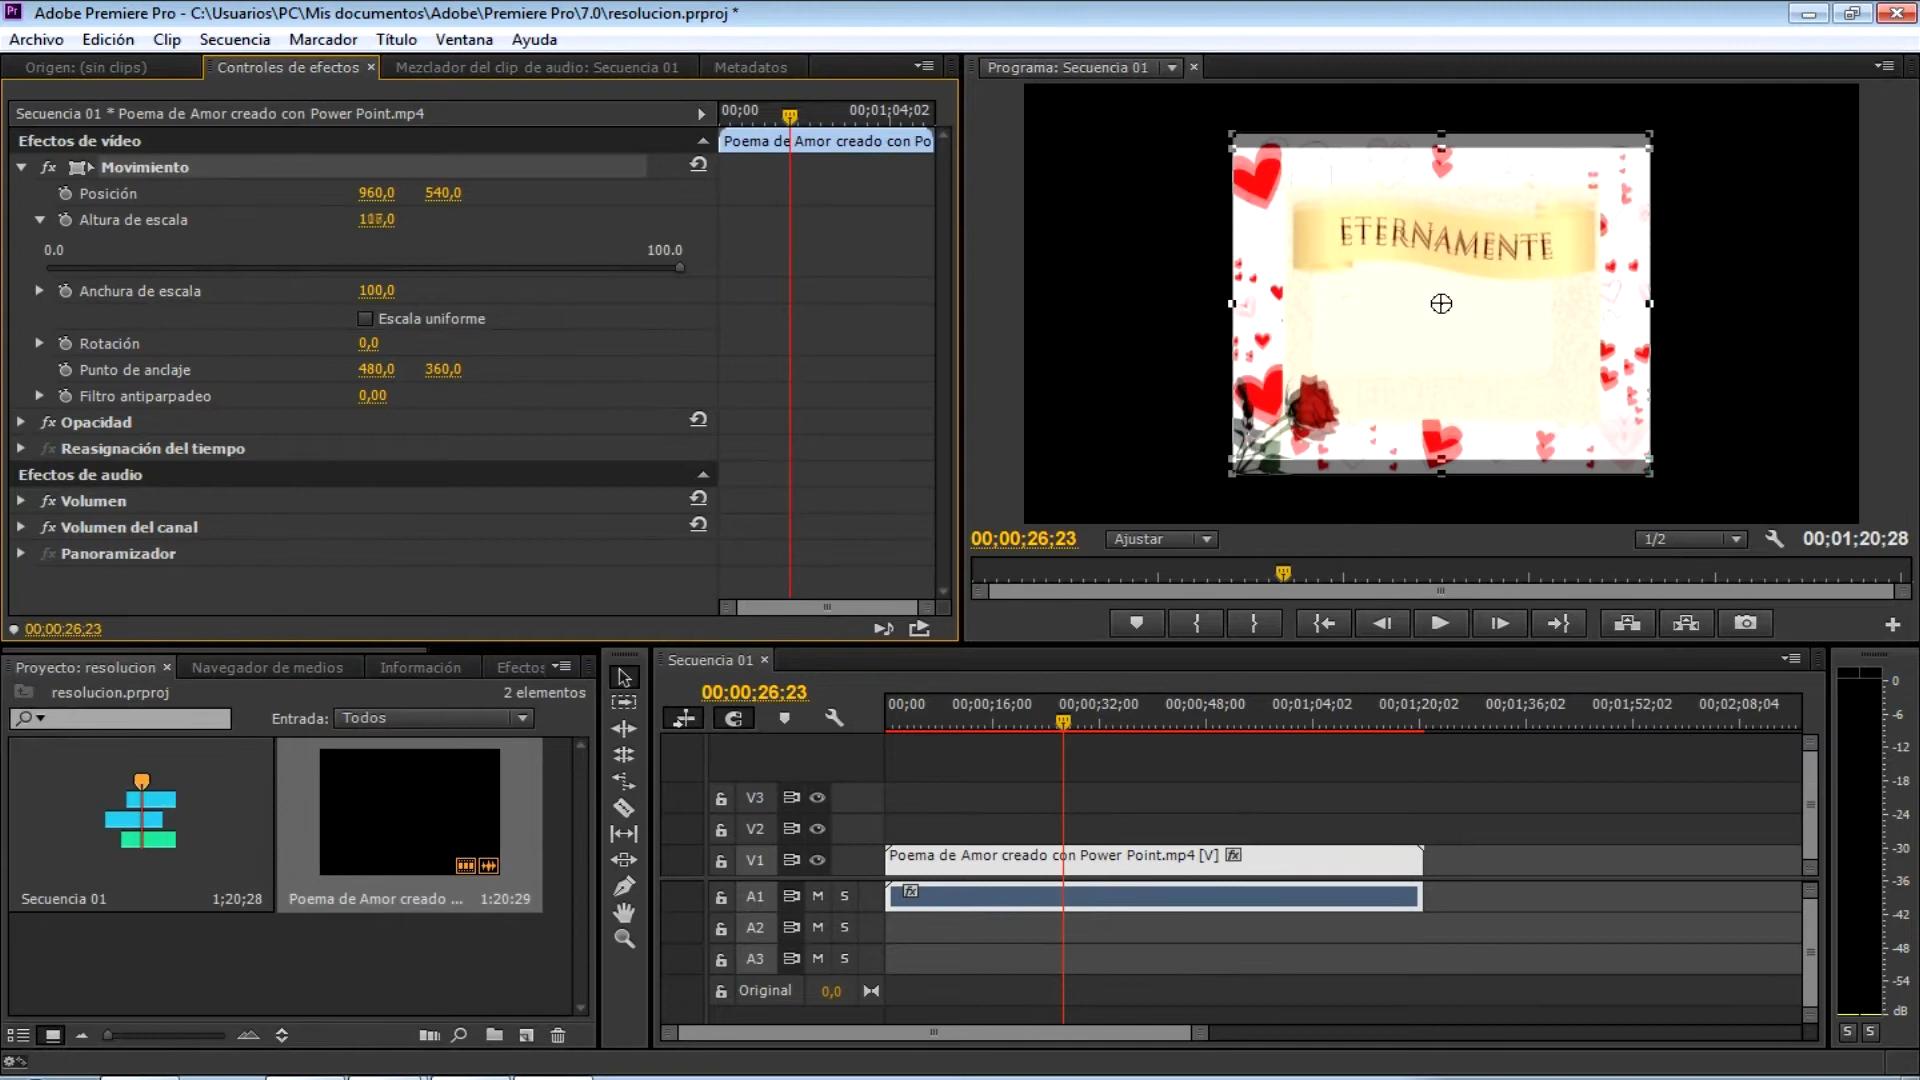 Adobe Premiere Pro - C:\Usuarios\PC\Mis documentos\Adobe\Premiere Pro\7.0\resolucion.prproj *
Archivo Edición Clip Secuencia Marcador Título Ventana Ayuda
Origen: (sin clips) Controles de efectos × Mezclador del clip de audio: Secuencia 01 Metadatos
Programa: Secuencia 01
Secuencia 01 * Poema de Amor creado con Power Point.mp4
00;00 00;01;04;02
Efectos de vídeo
Poema de Amor creado con Po
fx Movimiento
Posición 960,0 540,0
Altura de escala
0.0 100.0
Anchura de escala 100,0
Escala uniforme
Rotación 0,0
Punto de anclaje 480,0 360,0
Filtro antiparpadeo 0,00
fx Opacidad
fx Reasignación del tiempo
Efectos de audio
fx Volumen
fx Volumen del canal
fx Panoramizador
00;00;26;23
ETERNAMENTE
00;00;26;23 Ajustar 1/2 00;01;20;28
Proyecto: resolucion × Navegador de medios Información Efectos
resolucion.prproj 2 elementos
Entrada: Todos
Secuencia 01 1:20;28
Poema de Amor creado ... 1:20:29
Secuencia 01 ×
00;00;26;23
00;00 00;00;16;00 00;00;32;00 00;00;48;00 00;01;04;02 00;01;20;02 00;01;36;02 00;01;52;02 00;02;08;04
V3
V2
V1 Poema de Amor creado con Power Point.mp4 [V] fx
A1 M S fx
A2 M S
A3 M S
Original 0,0
0
-6
-12
-18
-24
-30
-36
-42
-48
-54
dB
S S